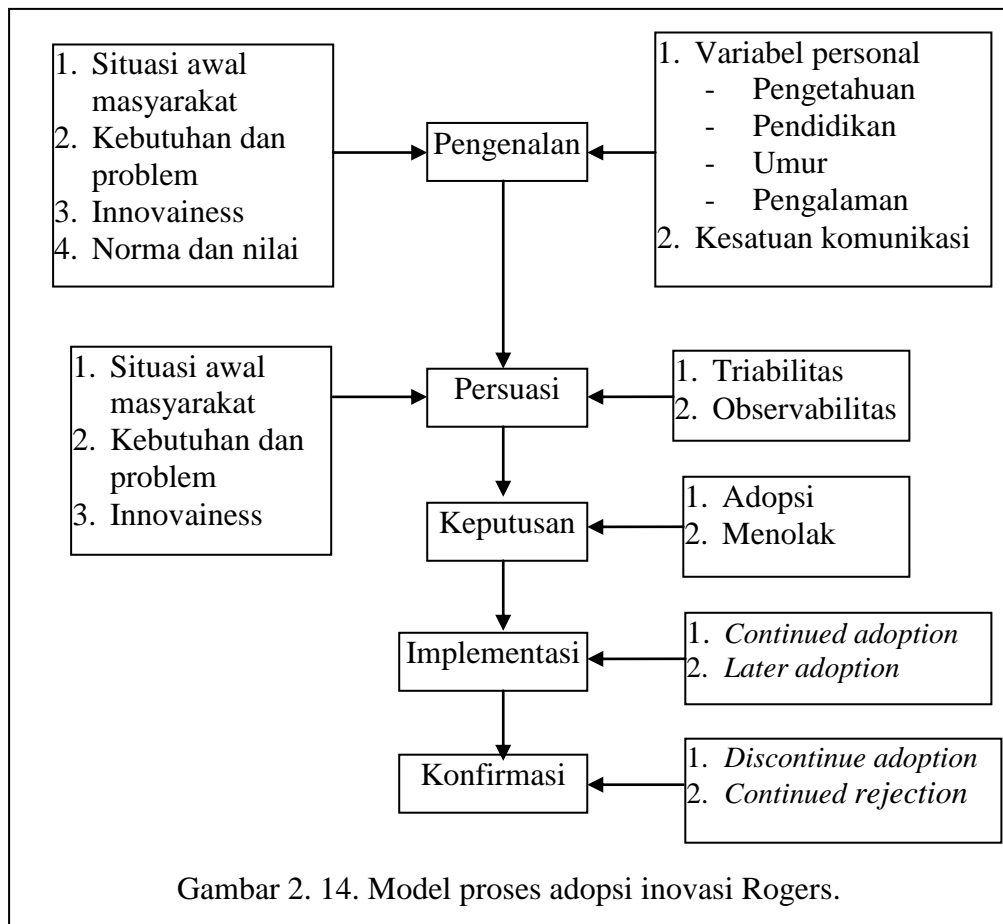 1. Situasi awal
masyarakat
2. Kebutuhan dan
problem
3. Innovainess
4. Norma dan nilai
Pengenalan
1. Variabel personal
- Pengetahuan
- Pendidikan
- Umur
- Pengalaman
2. Kesatuan komunikasi
1. Situasi awal
masyarakat
2. Kebutuhan dan
problem
3. Innovainess
Persuasi
1. Triabilitas
2. Observabilitas
Keputusan
1. Adopsi
2. Menolak
Implementasi
1. Continued adoption
2. Later adoption
Konfirmasi
1. Discontinue adoption
2. Continued rejection
Gambar 2. 14. Model proses adopsi inovasi Rogers.